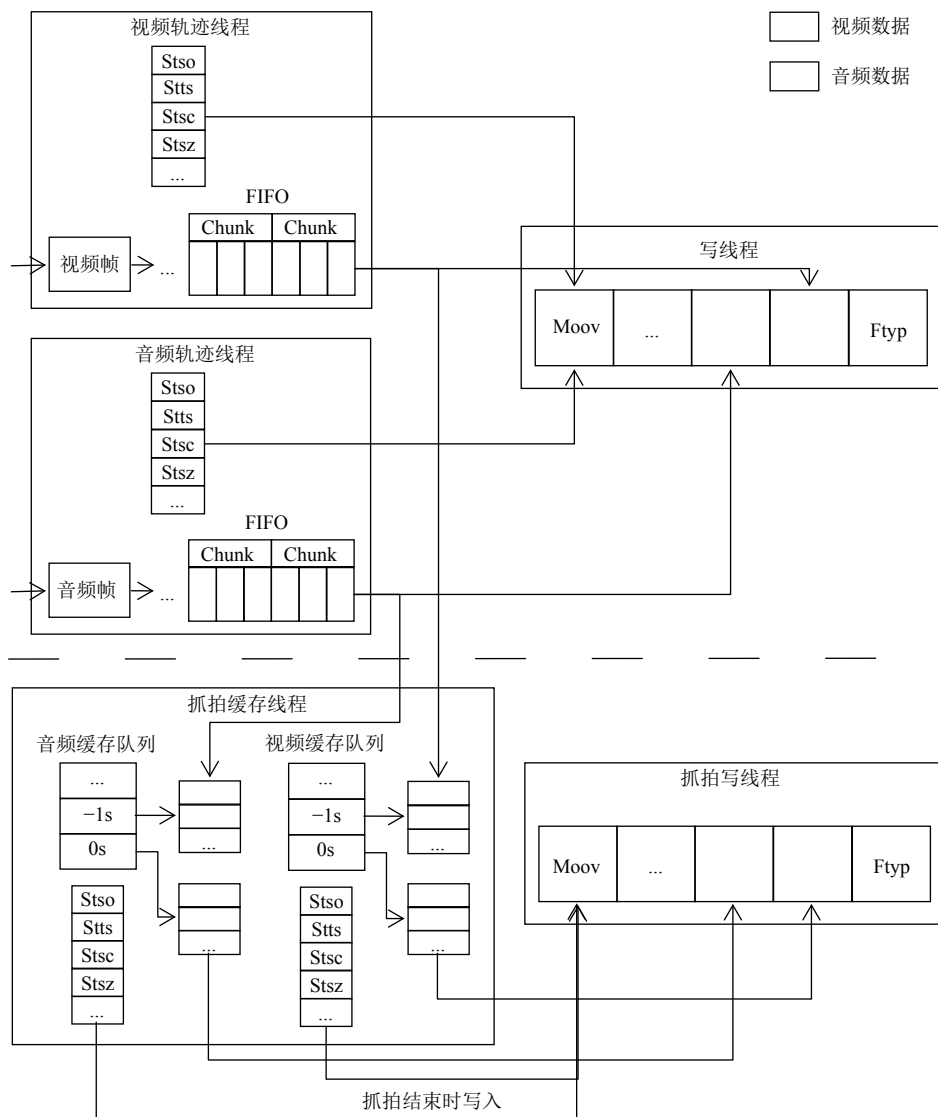 视频轨迹线程
Stso
Stts
Stsc
Stsz
...
FIFO
Chunk Chunk
视频帧
...
视频数据
音频数据
音频轨迹线程
Stso
Stts
Stsc
Stsz
...
FIFO
Chunk Chunk
音频帧
...
写线程
Moov ... Ftyp
抓拍缓存线程
音频缓存队列
...
−1s
0s
...
...
Stso
Stts
Stsc
Stsz
...
视频缓存队列
...
−1s
0s
...
...
Stso
Stts
Stsc
Stsz
...
抓拍写线程
Moov ... Ftyp
抓拍结束时写入